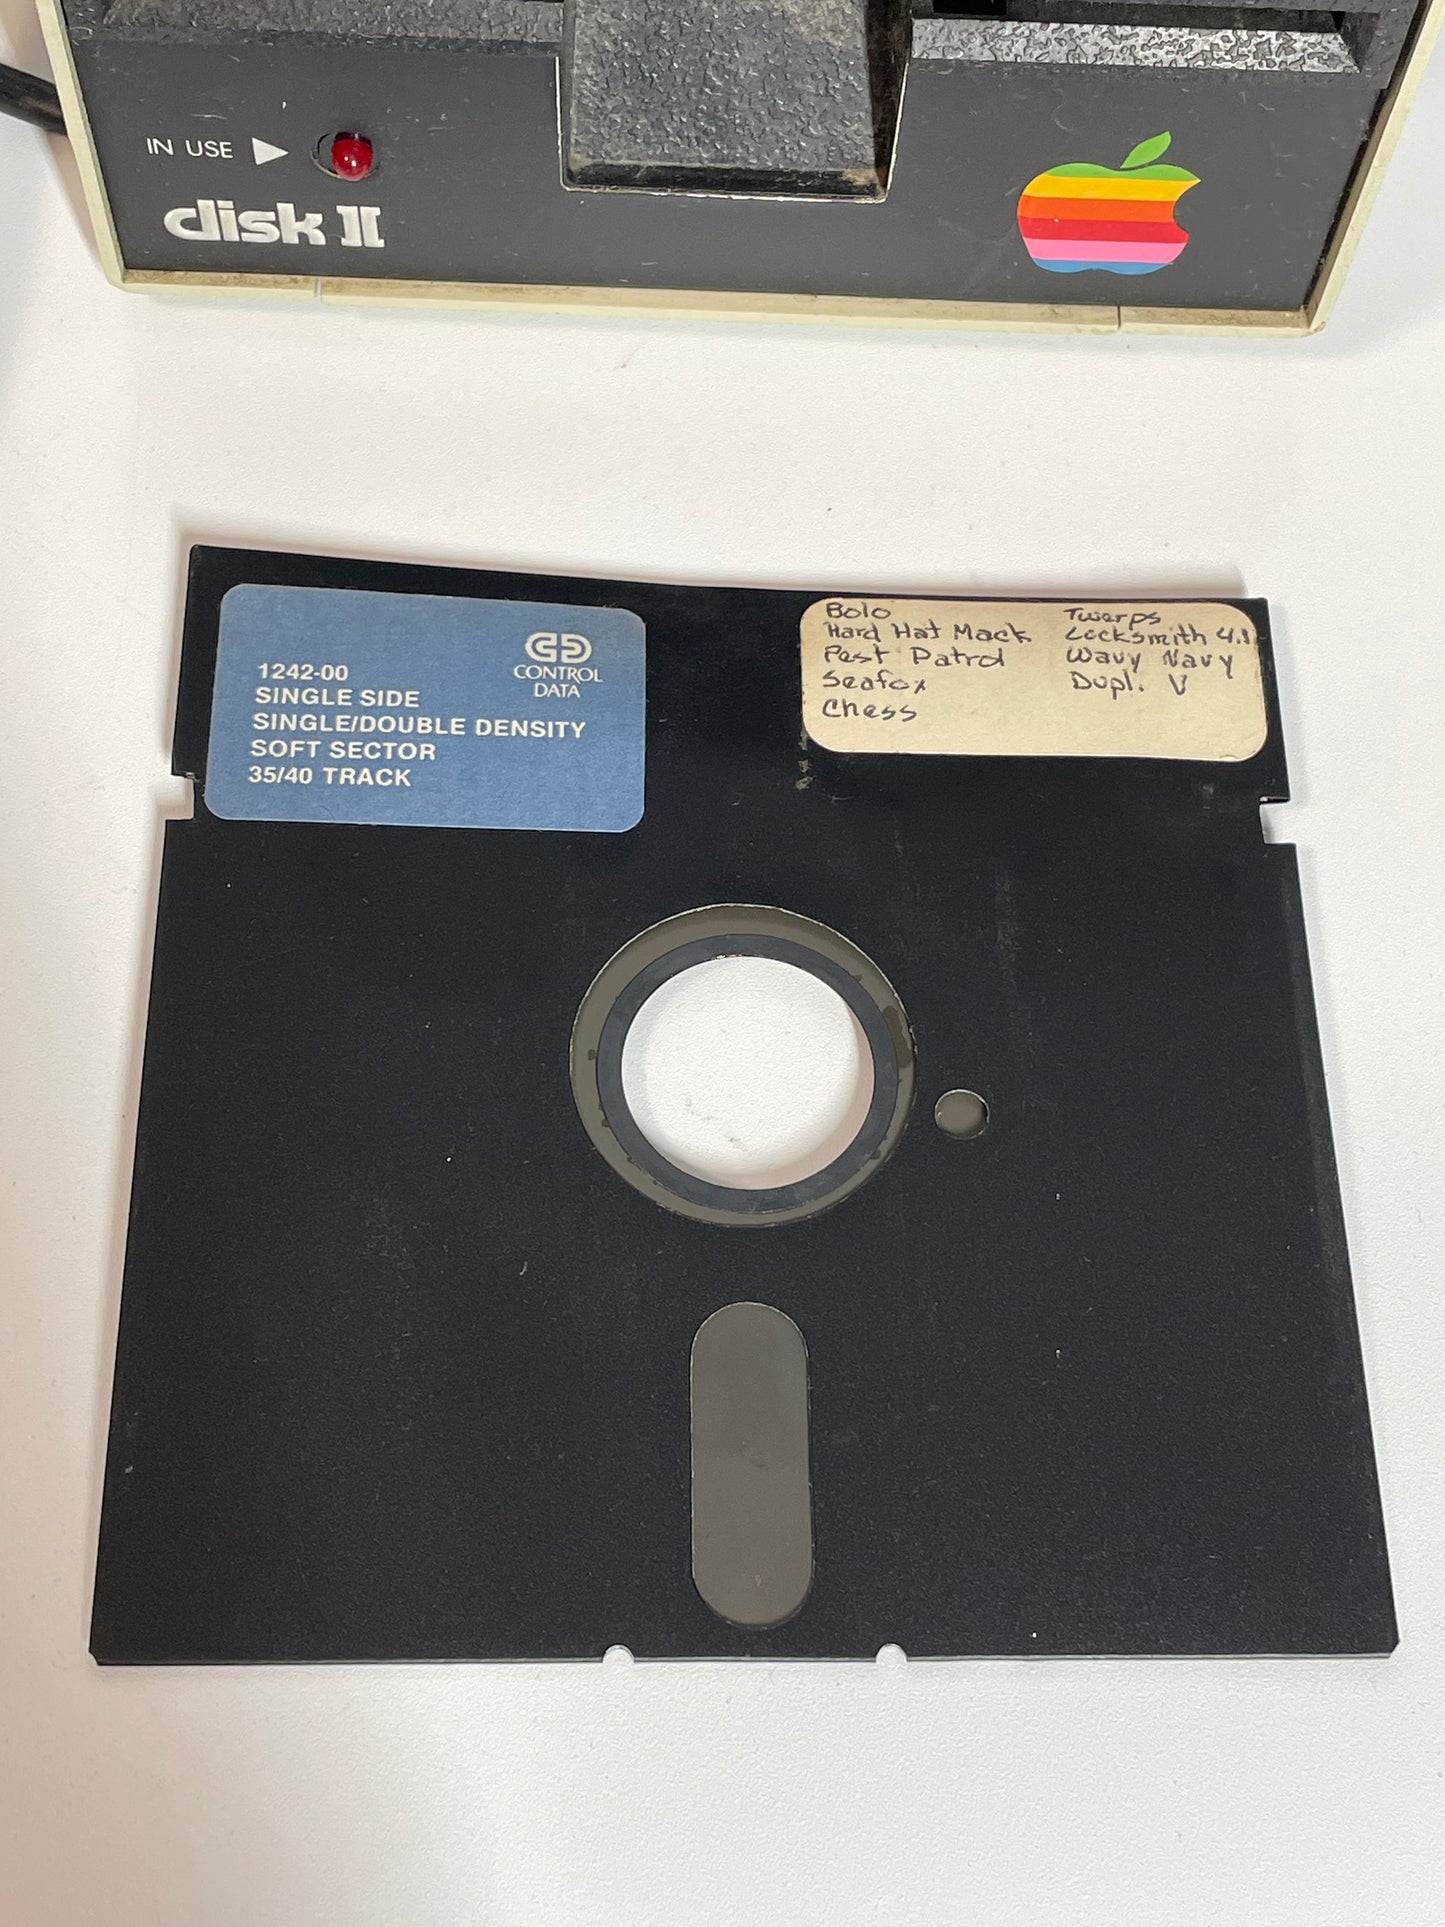 IN USE
disk ][
CONTROL
DATA
1242-00
SINGLE SIDE
SINGLE/DOUBLE DENSITY
SOFT SECTOR
35/40 TRACK
Bolo
Hard Hat Mack
Pest Patrol
Seafox
Chess
Twerps
Locksmith 4.1
Wavy Navy
Dupl. V